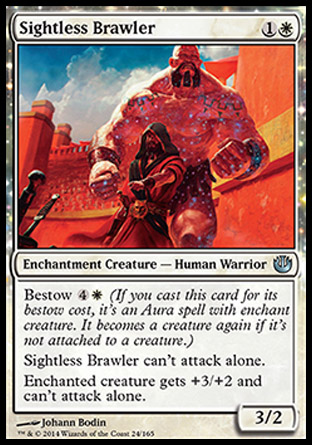 Sightless Brawler 1
Enchantment Creature — Human Warrior
Bestow 4 (If you cast this card for its
bestow cost, it's an Aura spell with enchant
creature. It becomes a creature again if it's
not attached to a creature.)
Sightless Brawler can't attack alone.
Enchanted creature gets +3/+2 and
can't attack alone.
Johann Bodin
™ & © 2014 Wizards of the Coast 24/165
3/2